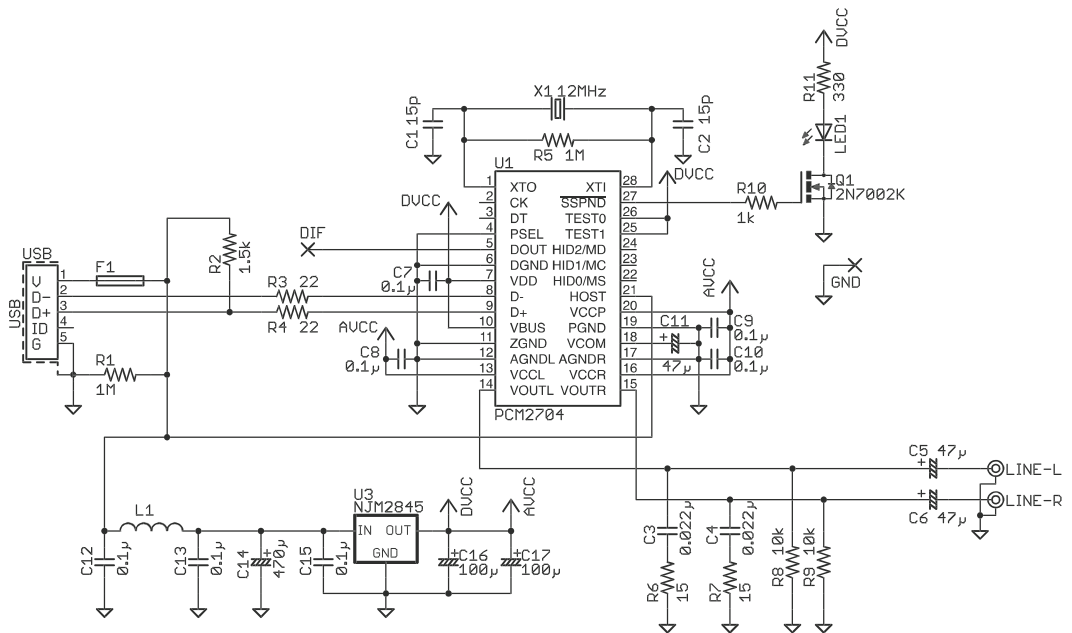 DVCC
R11
330
LED1
Q1
2N7002K
X1 12MHz
C1 15p
C2 15p
R5 1M
U1
DVCC
R10
1k
DVCC
DIF
GND
AVCC
1 XTO
2 CK
3 DT
4 PSEL
5 DOUT
6 DGND
7 VDD
8 D-
9 D+
10 VBUS
11 ZGND
12 AGNDL
13 VCCL
14 VOUTL
XTI 28
SSPND 27
TEST0 26
TEST1 25
HID2/MD 24
HID1/MC 23
HID0/MS 22
HOST 21
VCCP 20
PGND 19
VCOM 18
AGNDR 17
VCCR 16
VOUTR 15
PCM2704
USB
USB
V 1
D- 2
D+ 3
ID 4
G 5
F1
R2
1.5k
R3 22
R4 22
R1
1M
C7
0.1µ
AVCC
C8
0.1µ
C11
+
47µ
C9
0.1µ
C10
0.1µ
C5 47µ
+
LINE-L
+
LINE-R
C6 47µ
L1
U3
NJM2845
IN OUT
GND
DVCC
AVCC
C12
0.1µ
C13
0.1µ
C14
+
470µ
C15
0.1µ
+
C16
100µ
+
C17
100µ
C3
0.022µ
C4
0.022µ
R6
15
R7
15
R8 10k
R9 10k